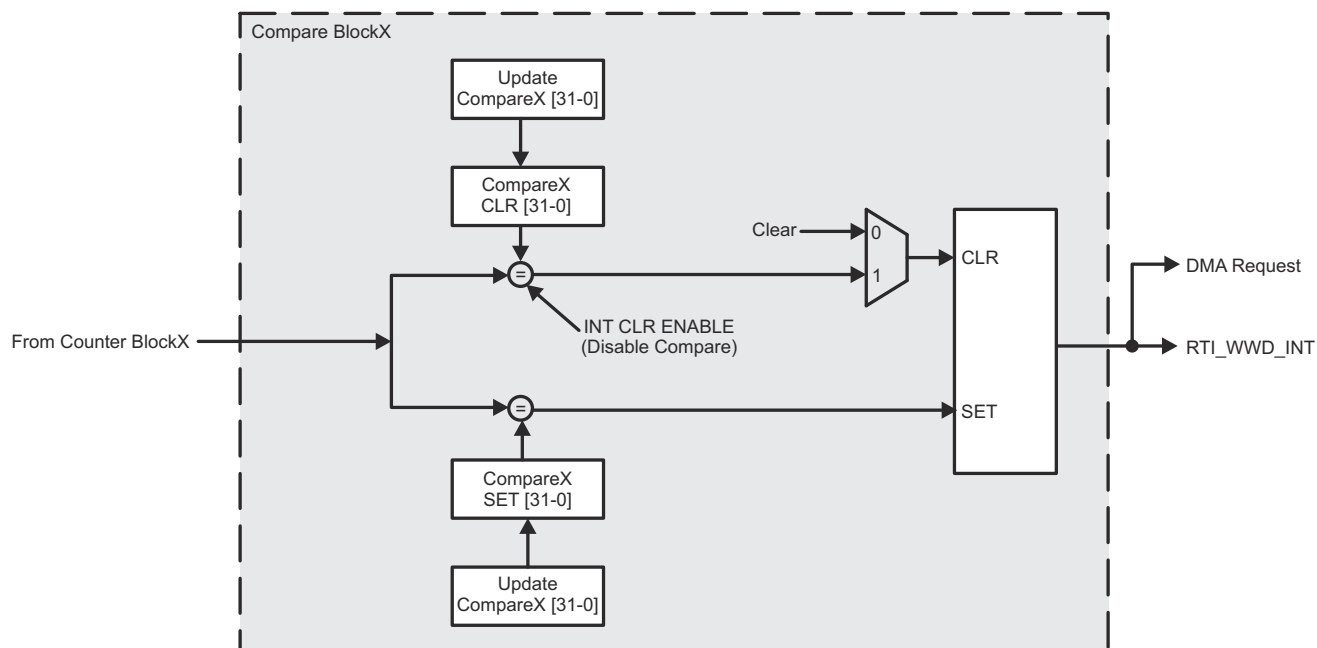 Compare BlockX
Update
CompareX [31-0]
CompareX
CLR [31-0]
Clear
0
1
CLR
DMA Request
=
INT CLR ENABLE
(Disable Compare)
From Counter BlockX
RTI_WWD_INT
=
SET
CompareX
SET [31-0]
Update
CompareX [31-0]